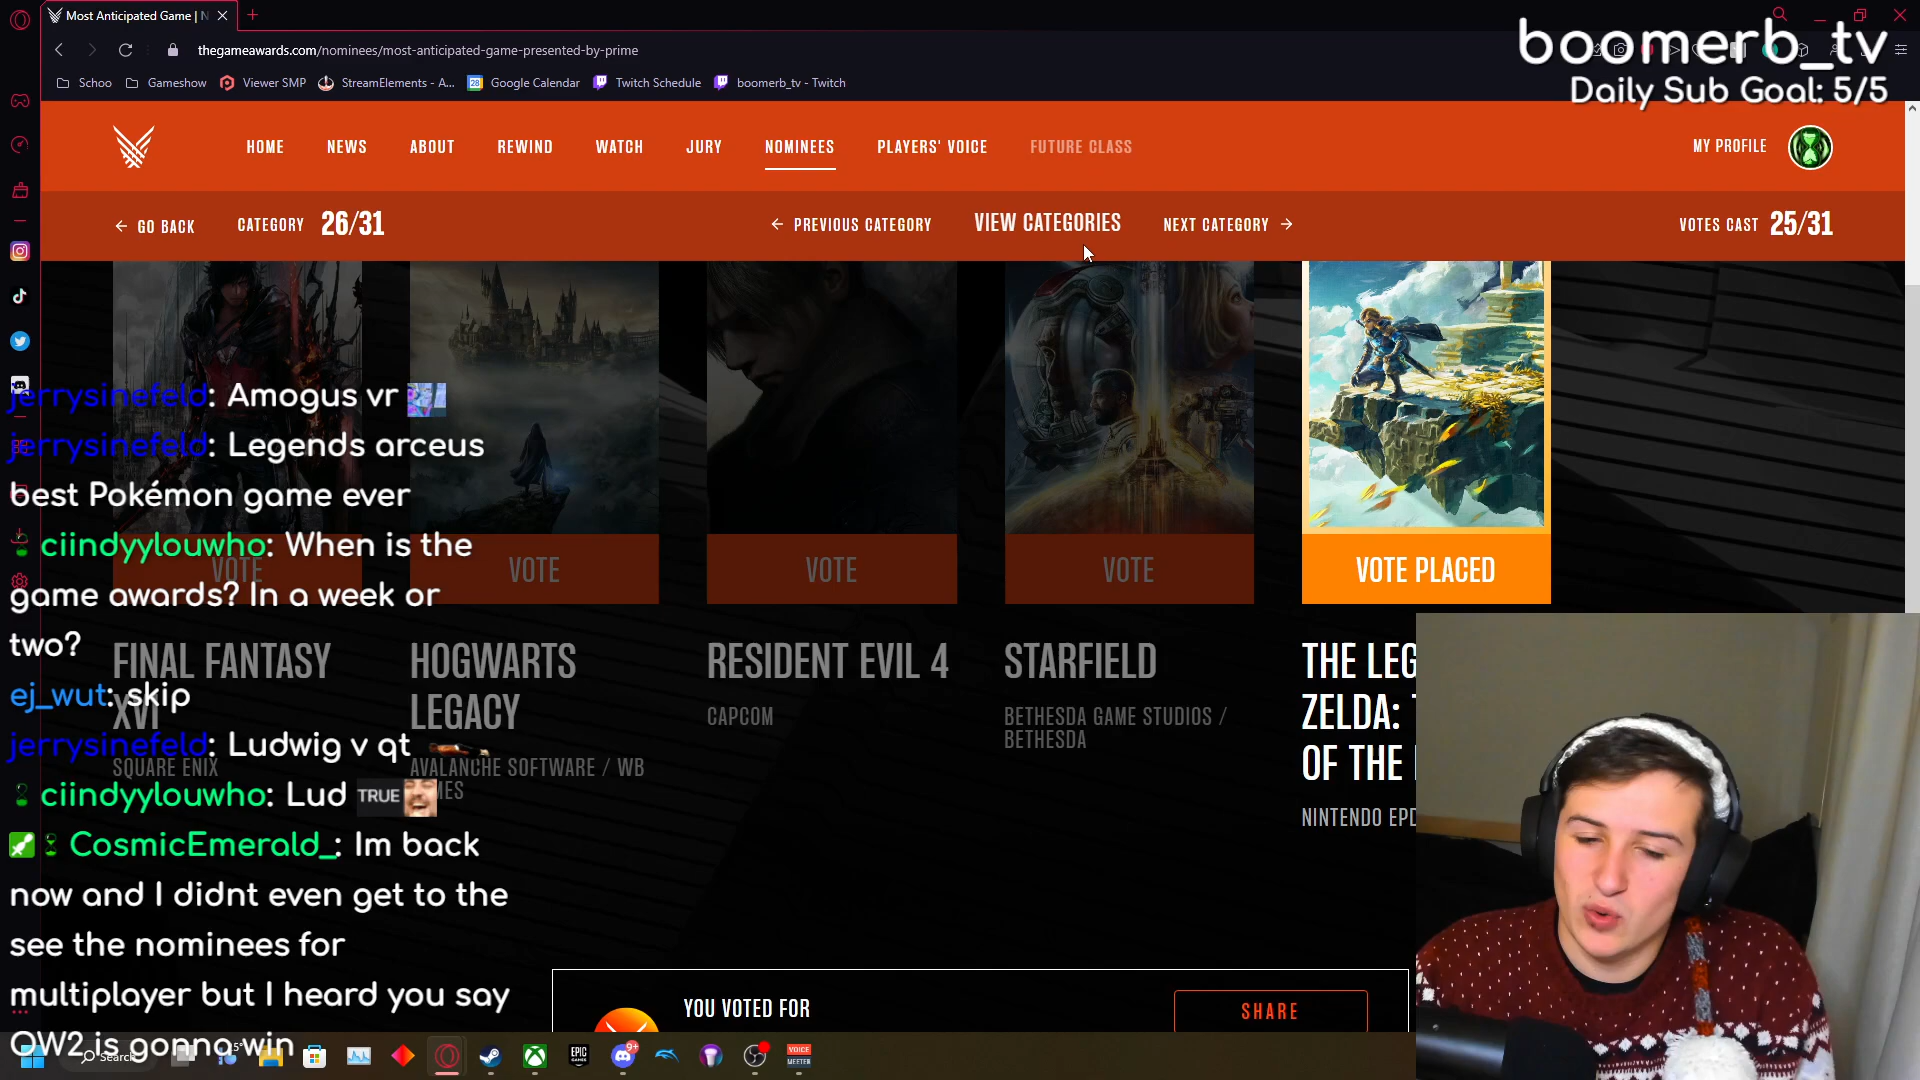 Most Anticipated Game | N
thegameawards.com/nominees/most-anticipated-game-presented-by-prime
boomerb_tv
Daily Sub Goal: 5/5
Schoo
Gameshow
Viewer SMP
StreamElements - A...
Google Calendar
Twitch Schedule
boomerb_tv - Twitch
HOME
NEWS
ABOUT
REWIND
WATCH
JURY
NOMINEES
PLAYERS' VOICE
FUTURE CLASS
MY PROFILE
← GO BACK
CATEGORY 26/31
← PREVIOUS CATEGORY
VIEW CATEGORIES
NEXT CATEGORY →
VOTES CAST 25/31
jerrysinefeld: Amogus vr
jerrysinefeld: Legends arceus
best Pokémon game ever
ciindyylouwho: When is the
game awards? In a week or
two?
ej_wut: skip
jerrysinefeld: Ludwig v qt
ciindyylouwho: Lud TRUE
CosmicEmerald_: Im back
now and I didnt even get to the
see the nominees for
multiplayer but I heard you say
OW2 is gonna win
VOTE
VOTE
VOTE
VOTE
VOTE PLACED
FINAL FANTASY
XVI
SQUARE ENIX
HOGWARTS
LEGACY
AVALANCHE SOFTWARE / WB
RESIDENT EVIL 4
CAPCOM
STARFIELD
BETHESDA GAME STUDIOS /
BETHESDA
THE LEG
ZELDA:
OF THE
NINTENDO EPD
YOU VOTED FOR
SHARE
Search
EPIC
9+
VOICE
MEETER